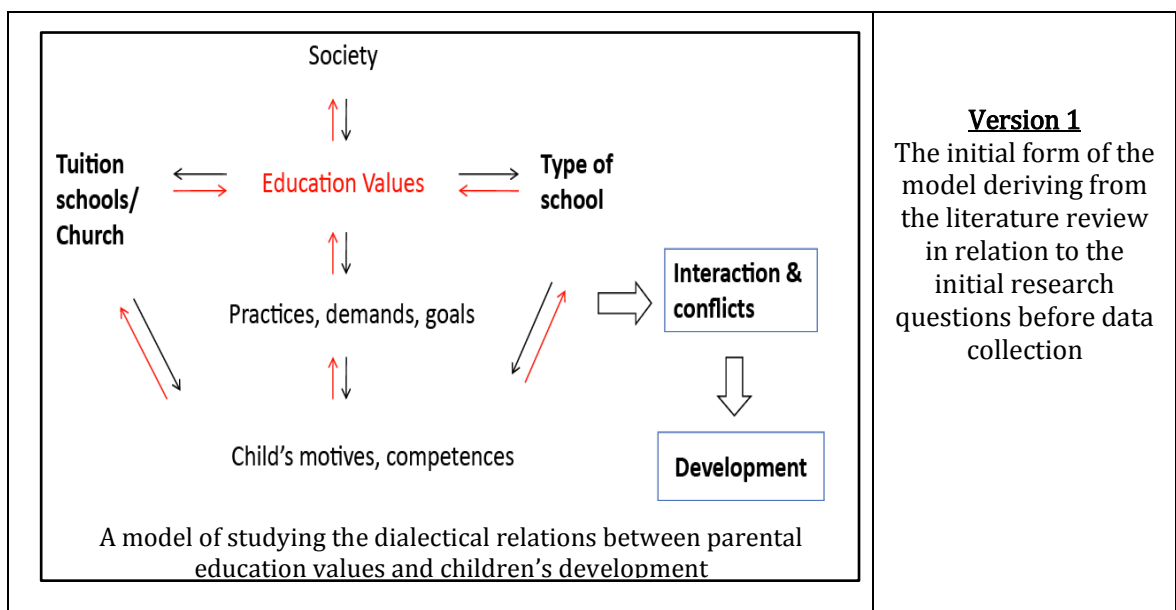 Society
Tuition
schools/
Church
Education Values
Type of
school
Practices, demands, goals
Interaction &
conflicts
Child's motives, competences
Development
A model of studying the dialectical relations between parental
education values and children's development
Version 1
The initial form of the
model deriving from
the literature review
in relation to the
initial research
questions before data
collection